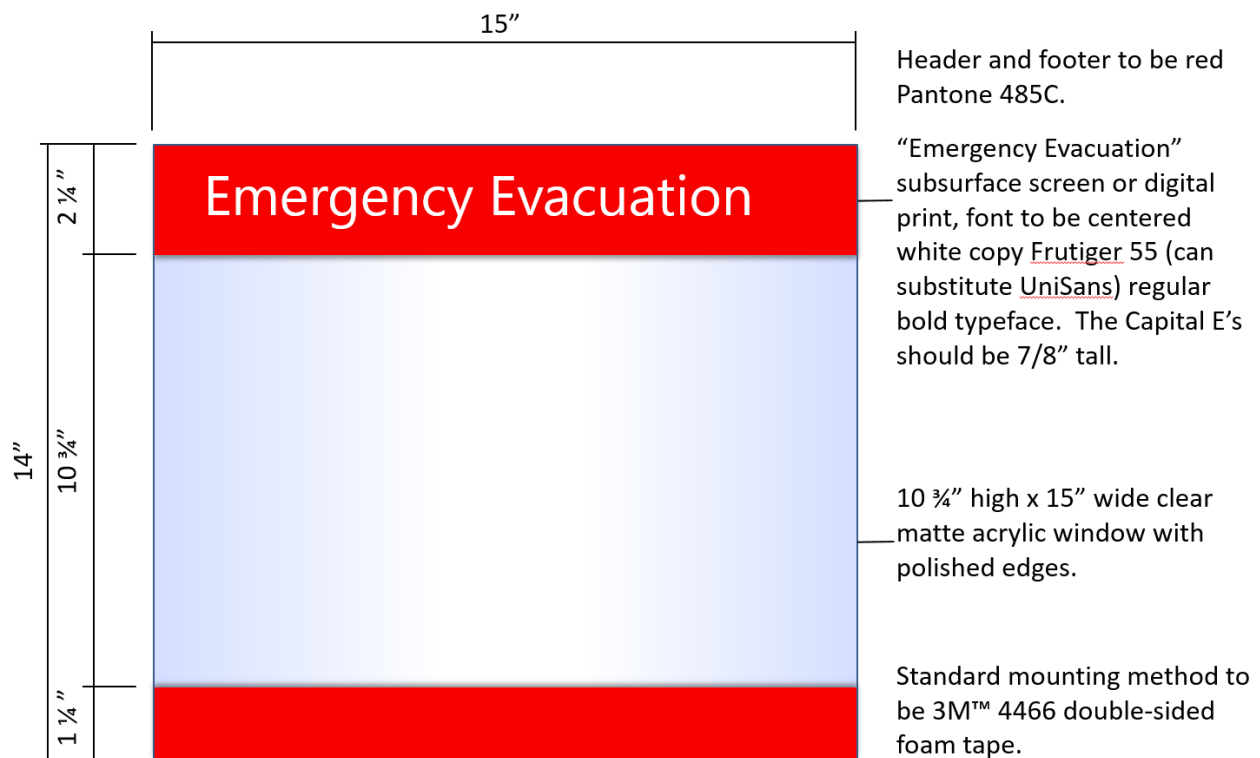 15”
Header and footer to be red
Pantone 485C.
“Emergency Evacuation”
subsurface screen or digital
print, font to be centered
white copy Frutiger 55 (can
substitute UniSans) regular
bold typeface.  The Capital E’s
should be 7/8” tall.
2 ¼”
Emergency Evacuation
14”
10 ¾”
10 ¾” high x 15” wide clear
matte acrylic window with
polished edges.
1 ¼”
Standard mounting method to
be 3M™ 4466 double-sided
foam tape.